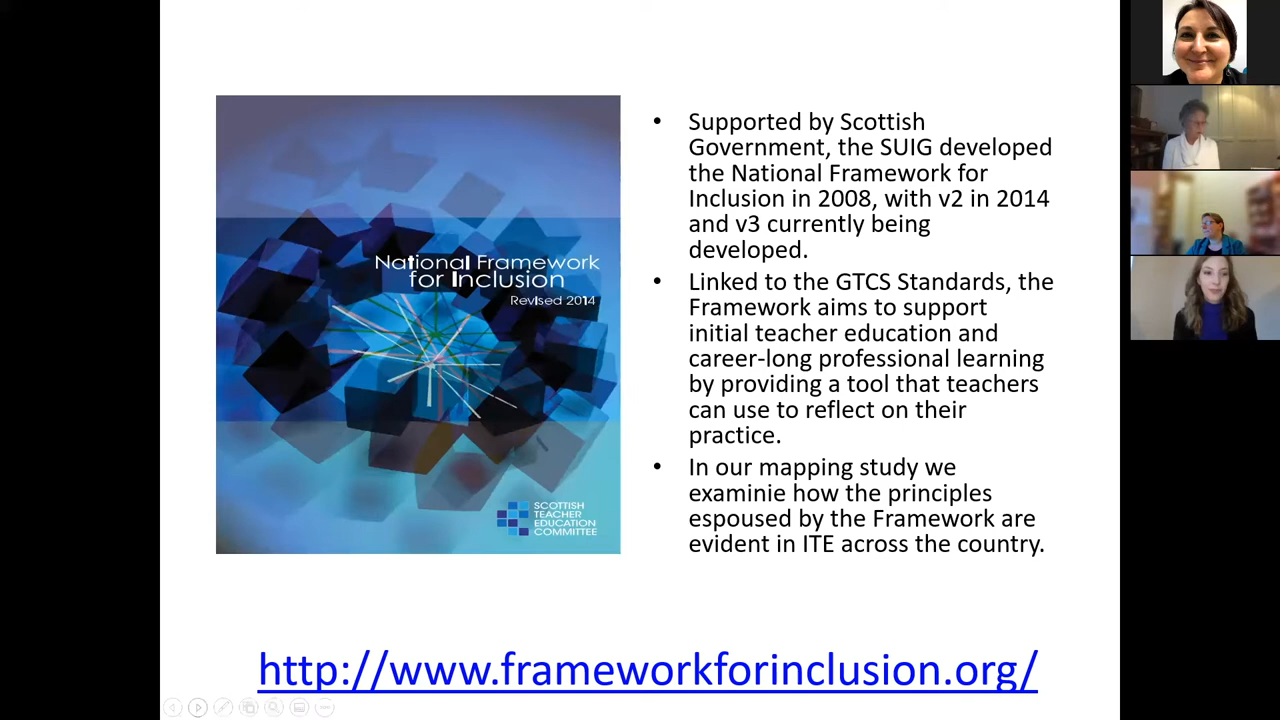 National Framework
for Inclusion
Revised 2014
SCOTTISH
TEACHER
EDUCATION
COMMITTEE
• Supported by Scottish
Government, the SUIG developed
the National Framework for
Inclusion in 2008, with v2 in 2014
and v3 currently being
developed.
• Linked to the GTCS Standards, the
Framework aims to support
initial teacher education and
career-long professional learning
by providing a tool that teachers
can use to reflect on their
practice.
• In our mapping study we
examinie how the principles
espoused by the Framework are
evident in ITE across the country.
http://www.frameworkforinclusion.org/